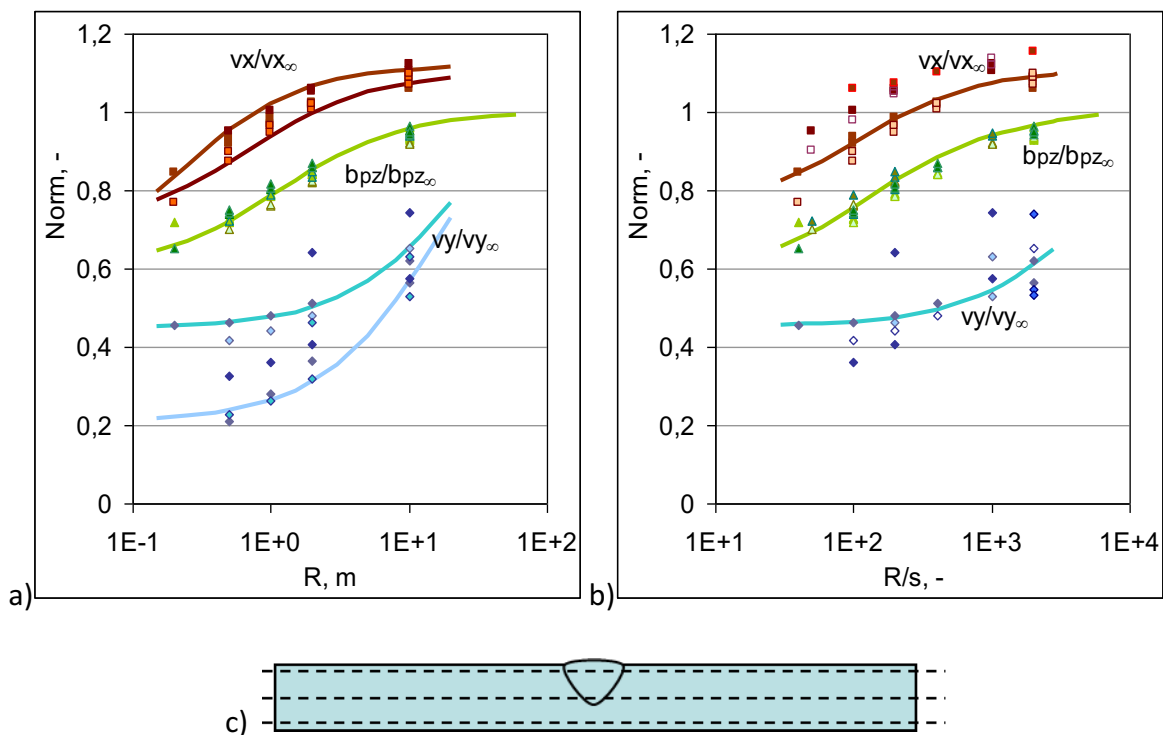 1,2
1
0,8
0,6
0,4
0,2
0
Norm, -
vx/vx∞
bpz/bpz∞
vy/vy∞
1E-1 1E+0 1E+1 1E+2
R, m
a)
1,2
1
0,8
0,6
0,4
0,2
0
Norm, -
vx/vx∞
bpz/bpz∞
vy/vy∞
1E+1 1E+2 1E+3 1E+4
R/s, -
b)
c)